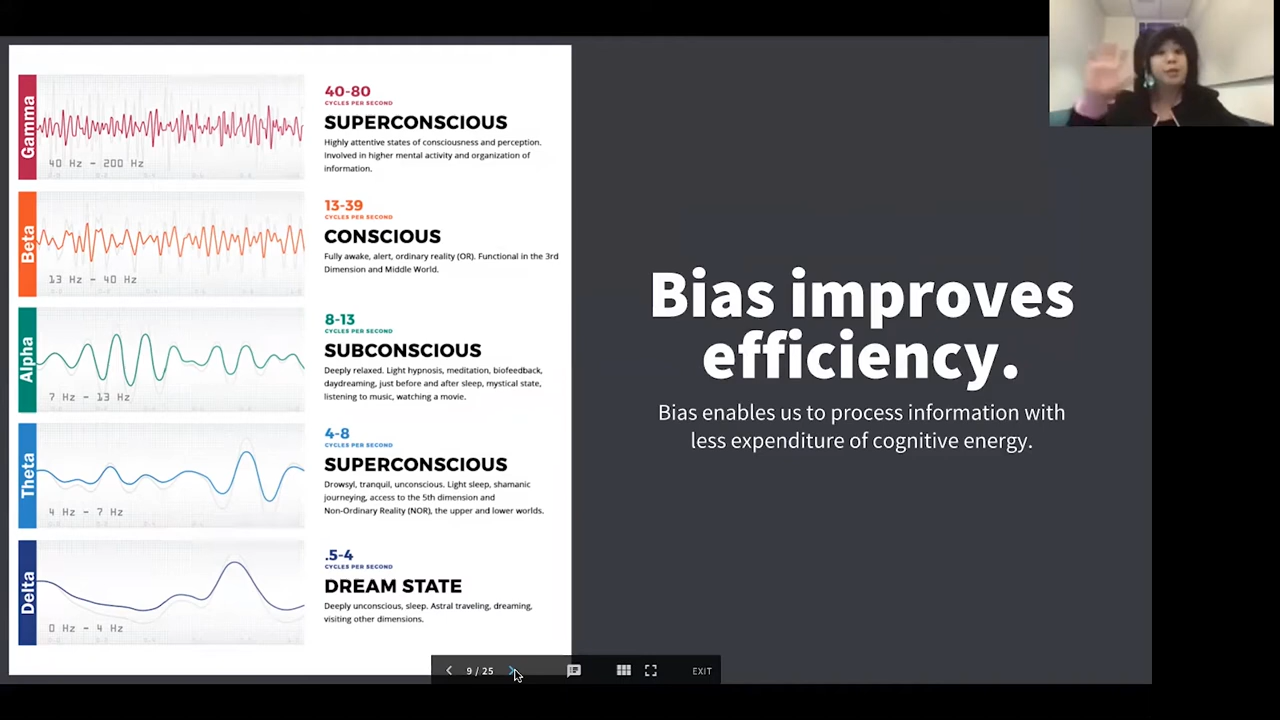 Gamma
40 Hz - 200 Hz
40-80
CYCLES PER SECOND
SUPERCONSCIOUS
Highly attentive states of consciousness and perception.
Involved in higher mental activity and organization of
information.
Beta
13 Hz - 40 Hz
13-39
CYCLES PER SECOND
CONSCIOUS
Fully awake, alert, ordinary reality (OR). Functional in the 3rd
Dimension and Middle World.
Alpha
7 Hz - 13 Hz
8-13
CYCLES PER SECOND
SUBCONSCIOUS
Deeply relaxed. Light hypnosis, meditation, biofeedback,
daydreaming, just before and after sleep, mystical state,
listening to music, watching a movie.
Theta
4 Hz - 7 Hz
4-8
CYCLES PER SECOND
SUPERCONSCIOUS
Drowsyl, tranquil, unconscious. Light sleep, shamanic
journeying, access to the 5th dimension and
Non-Ordinary Reality (NOR), the upper and lower worlds.
Delta
0 Hz - 4 Hz
.5-4
CYCLES PER SECOND
DREAM STATE
Deeply unconscious, sleep. Astral traveling, dreaming,
visiting other dimensions.
Bias improves
efficiency.
Bias enables us to process information with
less expenditure of cognitive energy.
9 / 25
EXIT